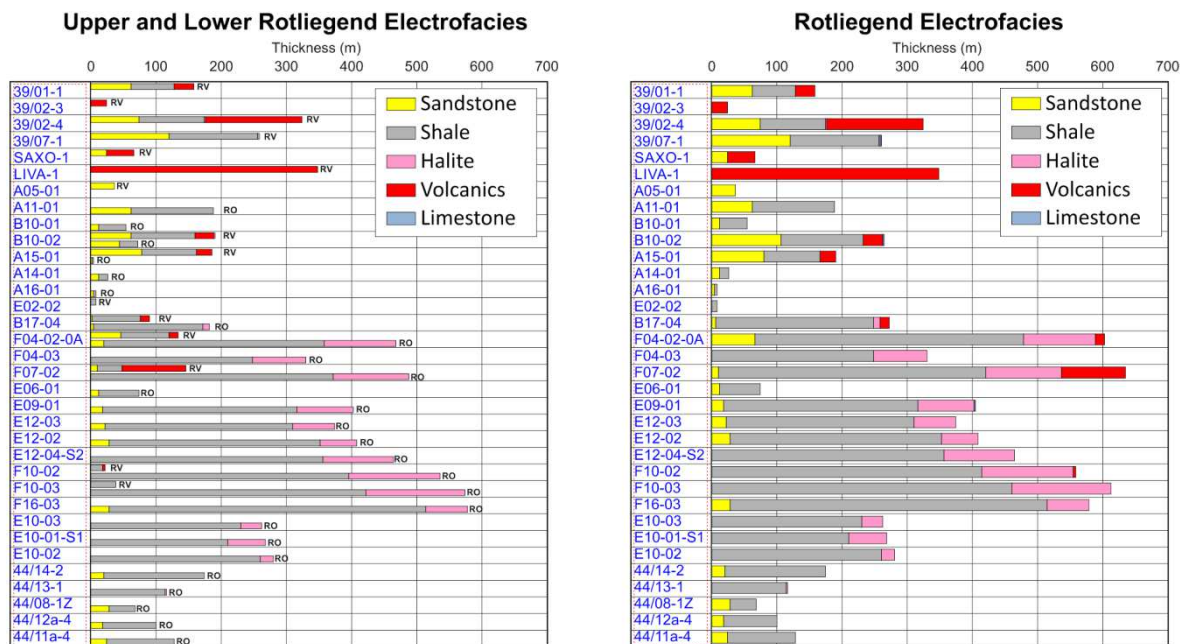 Upper and Lower Rotliegend Electrofacies
Thickness (m)
0 100 200 300 400 500 600 700
39/01-1 RV
39/02-3 RV
39/02-4 RV
39/07-1 RV
SAXO-1 RV
LIVA-1 RV
A05-01 RV
A11-01 RO
B10-01 RO
B10-02 RV
RO
A15-01 RV
RO
A14-01 RO
A16-01 RO
E02-02 RV
B17-04 RV
RO
F04-02-0A RV
RO
F04-03 RO
F07-02 RV
RO
E06-01 RO
E09-01 RO
E12-03 RO
E12-02 RO
E12-04-S2 RO
F10-02 RV
RO
F10-03 RV
RO
F16-03 RO
E10-03 RO
E10-01-S1 RO
E10-02 RO
44/14-2 RO
44/13-1 RO
44/08-1Z RO
44/12a-4 RO
44/11a-4 RO
Sandstone
Shale
Halite
Volcanics
Limestone
Rotliegend Electrofacies
Thickness (m)
0 100 200 300 400 500 600 700
39/01-1
39/02-3
39/02-4
39/07-1
SAXO-1
LIVA-1
A05-01
A11-01
B10-01
B10-02
A15-01
A14-01
A16-01
E02-02
B17-04
F04-02-0A
F04-03
F07-02
E06-01
E09-01
E12-03
E12-02
E12-04-S2
F10-02
F10-03
F16-03
E10-03
E10-01-S1
E10-02
44/14-2
44/13-1
44/08-1Z
44/12a-4
44/11a-4
Sandstone
Shale
Halite
Volcanics
Limestone